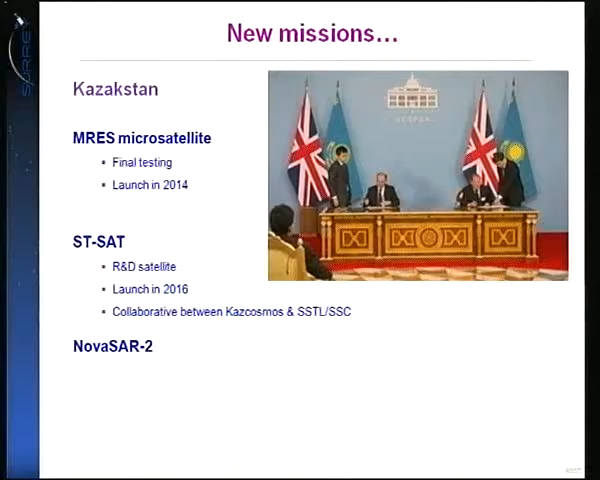 SURREY
New missions…
Kazakstan
MRES microsatellite
▪ Final testing
▪ Launch in 2014
ST-SAT
▪ R&D satellite
▪ Launch in 2016
▪ Collaborative between Kazcosmos & SSTL/SSC
NovaSAR-2